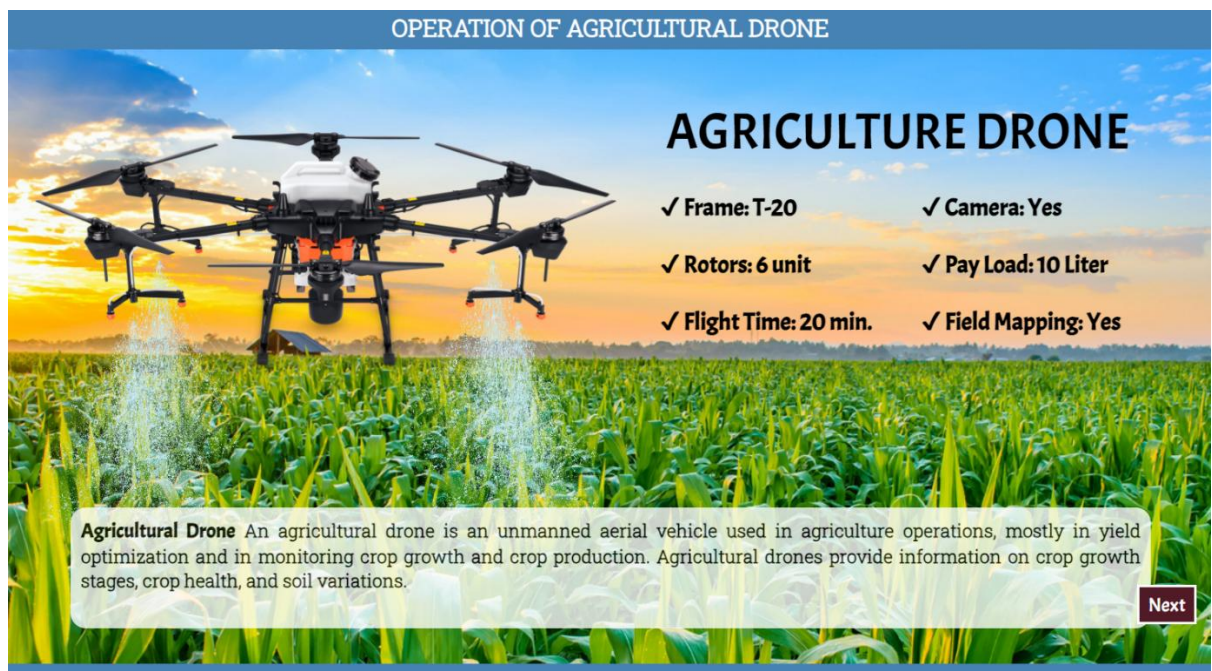 OPERATION OF AGRICULTURAL DRONE
AGRICULTURE DRONE
✓ Frame: T-20
✓ Camera: Yes
✓ Rotors: 6 unit
✓ Pay Load: 10 Liter
✓ Flight Time: 20 min.
✓ Field Mapping: Yes
Agricultural Drone An agricultural drone is an unmanned aerial vehicle used in agriculture operations, mostly in yield
optimization and in monitoring crop growth and crop production. Agricultural drones provide information on crop growth
stages, crop health, and soil variations.
Next